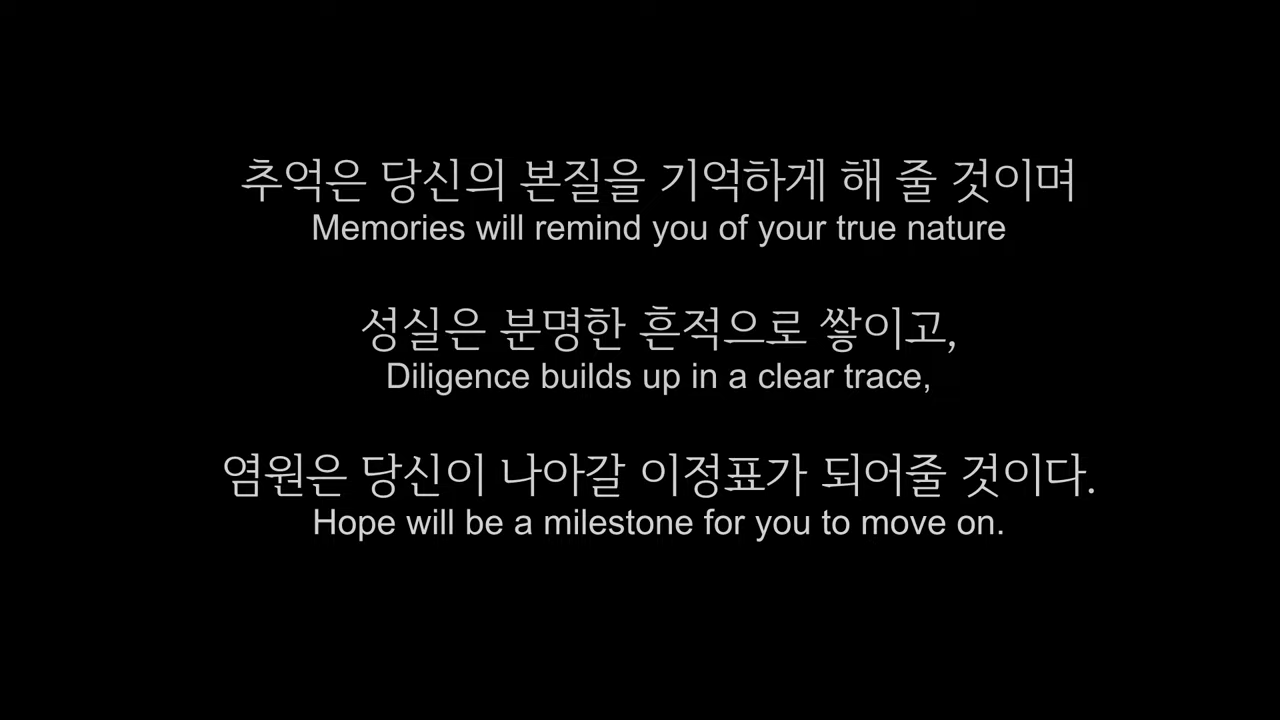 추억은 당신의 본질을 기억하게 해 줄 것이며
Memories will remind you of your true nature
성실은 분명한 흔적으로 쌓이고,
Diligence builds up in a clear trace,
염원은 당신이 나아갈 이정표가 되어줄 것이다.
Hope will be a milestone for you to move on.